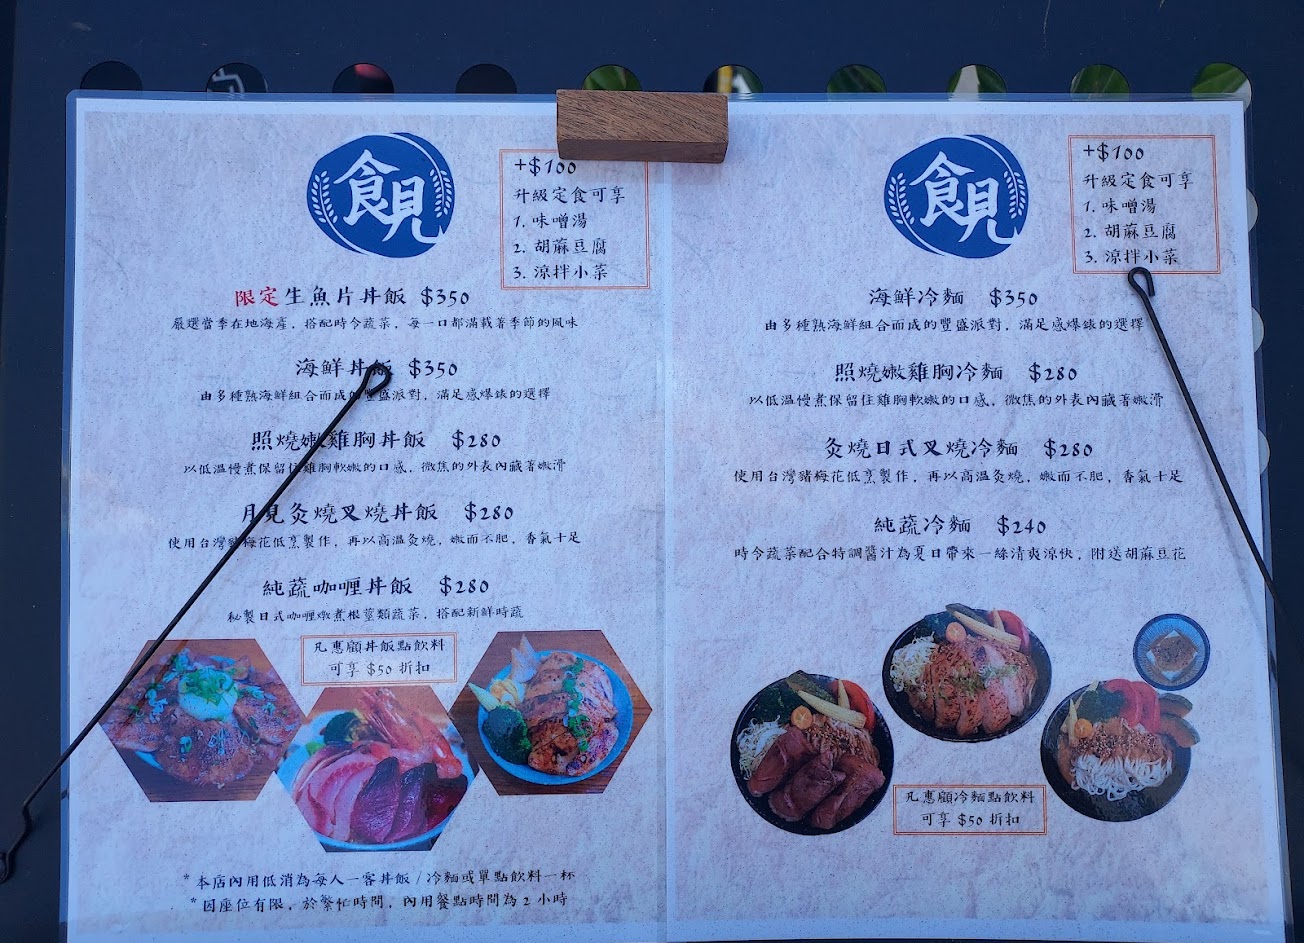 食見
+$100
升級定食可享
1. 味噌湯
2. 胡蔴豆腐
3. 涼拌小菜
限定生魚片丼飯 $350
嚴選當季在地海產，搭配時令蔬菜，每一口都滿載著季節的風味
海鮮丼飯 $350
由多種熟海鮮組合而成的豐盛派對，滿足感爆錶的選擇
照燒嫩雞胸丼飯 $280
以低溫慢煮保留住雞胸軟嫩的口感，微焦的外表內藏著嫩滑
月見炙燒叉燒丼飯 $280
使用台灣豬梅花低烹製作，再以高溫炙燒，嫩而不肥，香氣十足
純蔬咖喱丼飯 $280
秘製日式咖喱燉煮根莖類蔬菜，搭配新鮮時蔬
凡惠顧丼飯點飲料
可享 $50 折扣
* 本店內用低消為每人一客丼飯 / 冷麵或單點飲料一杯
* 因座位有限，於繁忙時間，內用餐點時間為 2 小時
食見
+$100
升級定食可享
1. 味噌湯
2. 胡蔴豆腐
3. 涼拌小菜
海鮮冷麵 $350
由多種熟海鮮組合而成的豐盛派對，滿足感爆錶的選擇
照燒嫩雞胸冷麵 $280
以低溫慢煮保留住雞胸軟嫩的口感，微焦的外表內藏著嫩滑
炙燒日式叉燒冷麵 $280
使用台灣豬梅花低烹製作，再以高溫炙燒，嫩而不肥，香氣十足
純蔬冷麵 $240
時令蔬菜配合特調醬汁為夏日帶來一絲清爽涼快，附送胡蔴豆花
凡惠顧冷麵點飲料
可享 $50 折扣